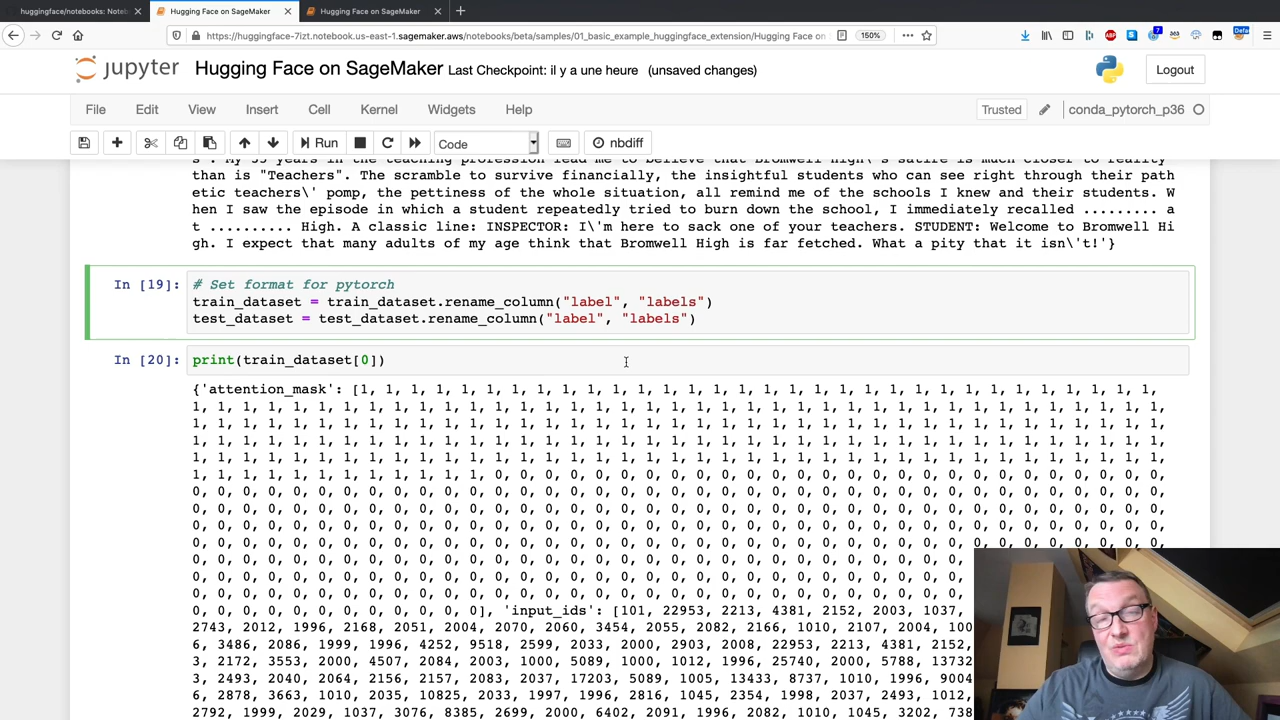 huggingface/notebooks: Noteb
Hugging Face on SageMaker
Hugging Face on SageMaker
https://huggingface-7izt.notebook.us-east-1.sagemaker.aws/notebooks/beta/samples/01_basic_example_huggingface_extension/Hugging Face on
150%
jupyter
Hugging Face on SageMaker Last Checkpoint: il y a une heure (unsaved changes)
Logout
File Edit View Insert Cell Kernel Widgets Help
Trusted
conda_pytorch_p36
Run
Code
nbdiff
s". My 35 years in the teaching profession lead me to believe that Bromwell High\'s satire is much closer to reality
than is "Teachers". The scramble to survive financially, the insightful students who can see right through their path
etic teachers\' pomp, the pettiness of the whole situation, all remind me of the schools I knew and their students. W
hen I saw the episode in which a student repeatedly tried to burn down the school, I immediately recalled ......... a
t .......... High. A classic line: INSPECTOR: I\'m here to sack one of your teachers. STUDENT: Welcome to Bromwell Hi
gh. I expect that many adults of my age think that Bromwell High is far fetched. What a pity that it isn\'t!'}
In [19]:
# Set format for pytorch
train_dataset = train_dataset.rename_column("label", "labels")
test_dataset = test_dataset.rename_column("label", "labels")
In [20]:
print(train_dataset[0])
{'attention_mask': [1, 1, 1, 1, 1, 1, 1, 1, 1, 1, 1, 1, 1, 1, 1, 1, 1, 1, 1, 1, 1, 1, 1, 1, 1, 1, 1, 1, 1, 1, 1, 1,
1, 1, 1, 1, 1, 1, 1, 1, 1, 1, 1, 1, 1, 1, 1, 1, 1, 1, 1, 1, 1, 1, 1, 1, 1, 1, 1, 1, 1, 1, 1, 1, 1, 1, 1, 1, 1, 1, 1,
1, 1, 1, 1, 1, 1, 1, 1, 1, 1, 1, 1, 1, 1, 1, 1, 1, 1, 1, 1, 1, 1, 1, 1, 1, 1, 1, 1, 1, 1, 1, 1, 1, 1, 1, 1, 1, 1, 1,
1, 1, 1, 1, 1, 1, 1, 1, 1, 1, 1, 1, 1, 1, 1, 1, 1, 1, 1, 1, 1, 1, 1, 1, 1, 1, 1, 1, 1, 1, 1, 1, 1, 1, 1, 1, 1, 1, 1,
1, 1, 1, 1, 1, 1, 1, 1, 1, 1, 1, 1, 1, 1, 1, 1, 1, 1, 1, 1, 1, 1, 1, 1, 1, 1, 1, 1, 1, 1, 1, 1, 1, 1, 1, 1, 1, 1, 1,
1, 1, 1, 1, 1, 1, 1, 1, 1, 1, 1, 1, 0, 0, 0, 0, 0, 0, 0, 0, 0, 0, 0, 0, 0, 0, 0, 0, 0, 0, 0, 0, 0, 0, 0, 0, 0, 0, 0,
0, 0, 0, 0, 0, 0, 0, 0, 0, 0, 0, 0, 0, 0, 0, 0, 0, 0, 0, 0, 0, 0, 0, 0, 0, 0, 0, 0, 0, 0, 0, 0, 0, 0, 0, 0, 0, 0, 0,
0, 0, 0, 0, 0, 0, 0, 0, 0, 0, 0, 0, 0, 0, 0, 0, 0, 0, 0, 0, 0, 0, 0, 0, 0, 0, 0, 0, 0, 0, 0, 0, 0, 0, 0, 0, 0, 0, 0,
0, 0, 0, 0, 0, 0, 0, 0, 0, 0, 0, 0, 0, 0, 0, 0, 0, 0, 0, 0, 0, 0, 0, 0, 0, 0, 0, 0, 0, 0, 0, 0, 0, 0, 0, 0, 0, 0, 0,
0, 0, 0, 0, 0, 0, 0, 0, 0, 0, 0, 0, 0, 0, 0, 0, 0, 0, 0, 0, 0, 0, 0, 0, 0, 0, 0, 0, 0, 0, 0, 0, 0, 0, 0, 0, 0, 0, 0,
0, 0, 0, 0, 0, 0, 0, 0, 0, 0, 0, 0, 0, 0, 0, 0, 0, 0, 0, 0, 0, 0, 0, 0, 0, 0, 0, 0, 0, 0, 0,
0, 0, 0, 0, 0, 0, 0, 0, 0, 0, 0, 0, 0, 0, 0, 0, 0, 0, 0, 0, 0, 0, 0, 0, 0, 0, 0, 0, 0, 0, 0,
0, 0, 0, 0, 0, 0, 0, 0, 0, 0, 0, 0, 0, 0, 0, 0, 0, 0, 0, 0, 0, 0, 0, 0, 0, 0, 0, 0, 0, 0, 0,
0, 0, 0, 0, 0, 0, 0, 0, 0, 0, 0, 0], 'input_ids': [101, 22953, 2213, 4381, 2152, 2003, 1037,
2743, 2012, 1996, 2168, 2051, 2004, 2070, 2060, 3454, 2055, 2082, 2166, 1010, 2107, 2004, 100
6, 3486, 2086, 1999, 1996, 4252, 9518, 2599, 2033, 2000, 2903, 2008, 22953, 2213, 4381, 2152,
3, 2172, 3553, 2000, 4507, 2084, 2003, 1000, 5089, 1000, 1012, 1996, 25740, 2000, 5788, 13732
3, 2493, 2040, 2064, 2156, 2157, 2083, 2037, 17203, 5089, 1005, 13433, 8737, 1010, 1996, 9004
6, 2878, 3663, 1010, 2035, 10825, 2033, 1997, 1996, 2816, 1045, 2354, 1998, 2037, 2493, 1012,
2792, 1999, 2029, 1037, 3076, 8385, 2699, 2000, 6402, 2091, 1996, 2082, 1010, 1045, 3202, 738